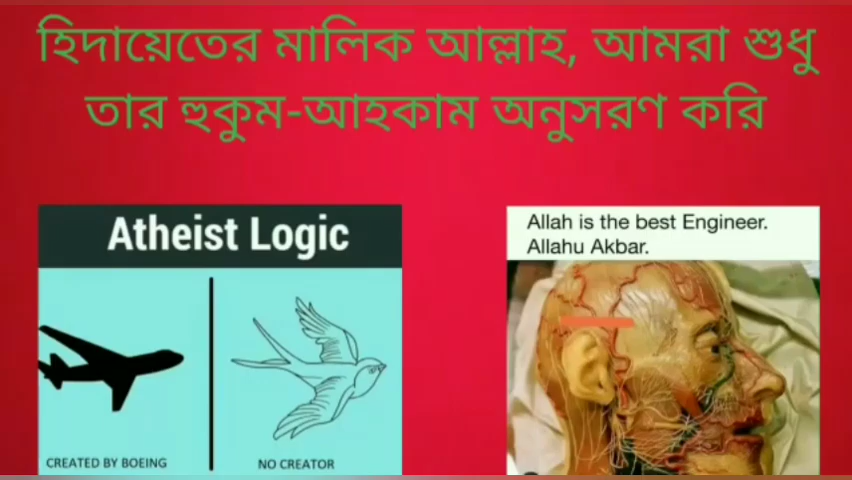 হিদায়েতের মালিক আল্লাহ, আমরা শুধু
তার হুকুম-আহকাম অনুসরণ করি
Atheist Logic
CREATED BY BOEING
NO CREATOR
Allah is the best Engineer.
Allahu Akbar.